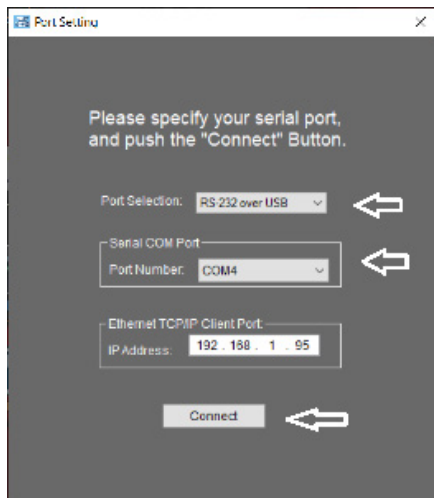 Port Setting
Please specify your serial port,
and push the "Connect" Button.
Port Selection: RS-232 over USB
Serial COM Port
Port Number: COM4
Ethernet TCP/IP Client Port:
IP Address: 192 . 168 . 1 . 95
Connect